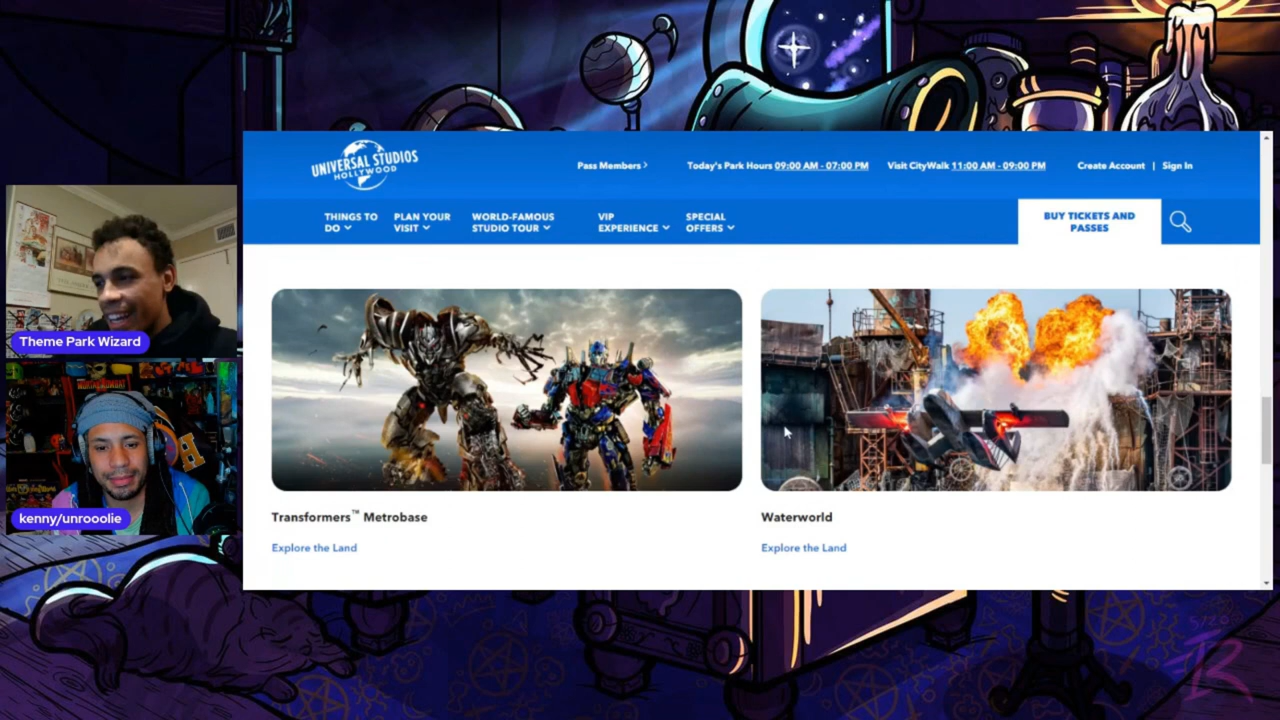 UNIVERSAL STUDIOS
HOLLYWOOD
Pass Members
Today's Park Hours 09:00 AM - 07:00 PM
Visit CityWalk 11:00 AM - 09:00 PM
Create Account | Sign In
THINGS TO
DO
PLAN YOUR
VISIT
WORLD-FAMOUS
STUDIO TOUR
VIP
EXPERIENCE
SPECIAL
OFFERS
BUY TICKETS AND
PASSES
Theme Park Wizard
kenny/unrooolie
Transformers™ Metrobase
Explore the Land
Waterworld
Explore the Land